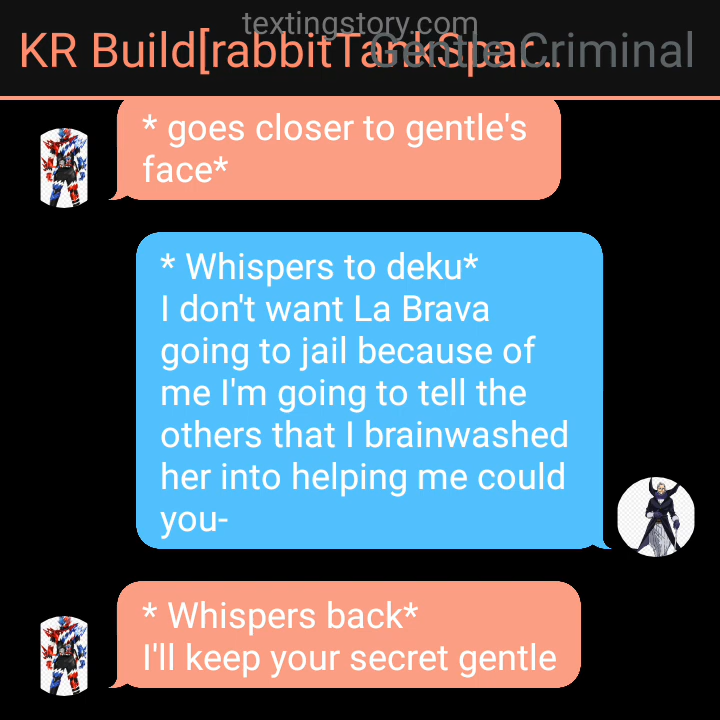 textingstory.com
KR Build[rabbitTankSpar... Gentle Criminal
* goes closer to gentle's
face*
* Whispers to deku*
I don't want La Brava
going to jail because of
me I'm going to tell the
others that I brainwashed
her into helping me could
you-
* Whispers back*
I'll keep your secret gentle